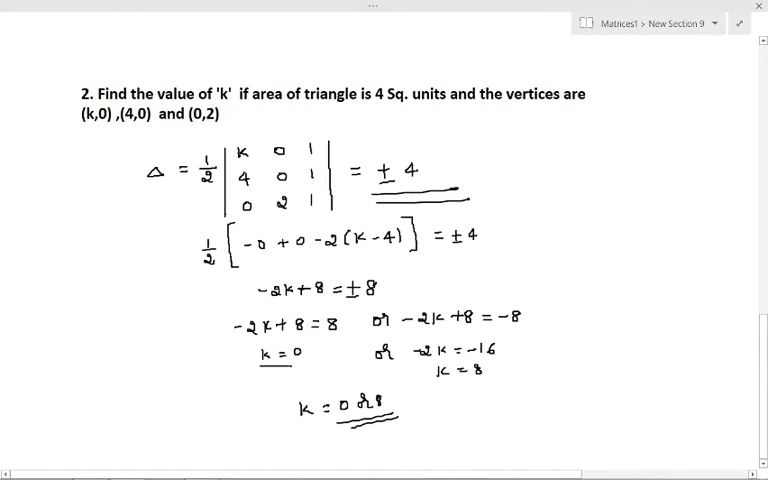 Matrices1 > New Section 9
2. Find the value of 'k' if area of triangle is 4 Sq. units and the vertices are
(k,0) ,(4,0) and (0,2)
Δ = 1/2 | K 0 1 | = ± 4
| 4 0 1 |
| 0 2 1 |
1/2 [ -0 + 0 -2(K-4) ] = ± 4
-2K+8 = ± 8
-2K+8 = 8 or -2K+8 = -8
k = 0 or -2K = -16
K = 8
K = 0 or 8